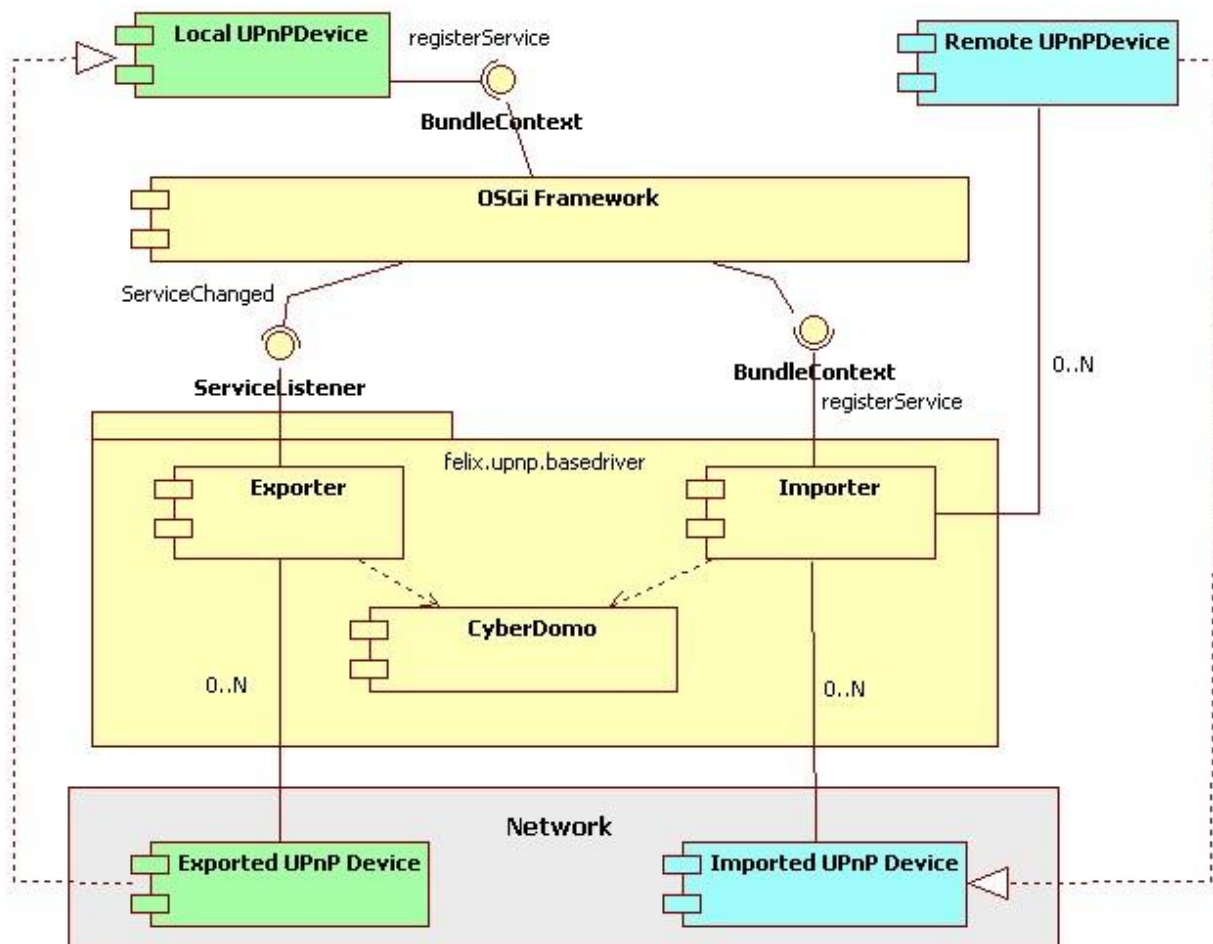 Local UPnPDevice
registerService
Remote UPnPDevice
BundleContext
OSGi Framework
ServiceChanged
ServiceListener
BundleContext
0..N
registerService
felix.upnp.basedriver
Exporter
Importer
CyberDomo
0..N
0..N
Network
Exported UPnP Device
Imported UPnP Device